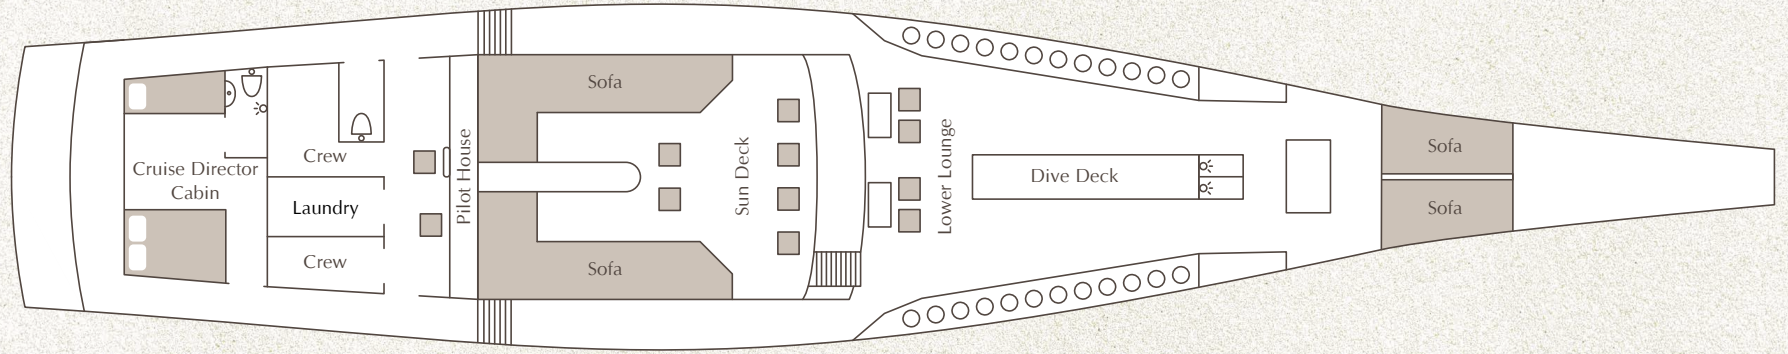 Cruise Director
Cabin
Crew
Laundry
Crew
Pilot House
Sofa
Sofa
Sun Deck
Lower Lounge
Dive Deck
Sofa
Sofa